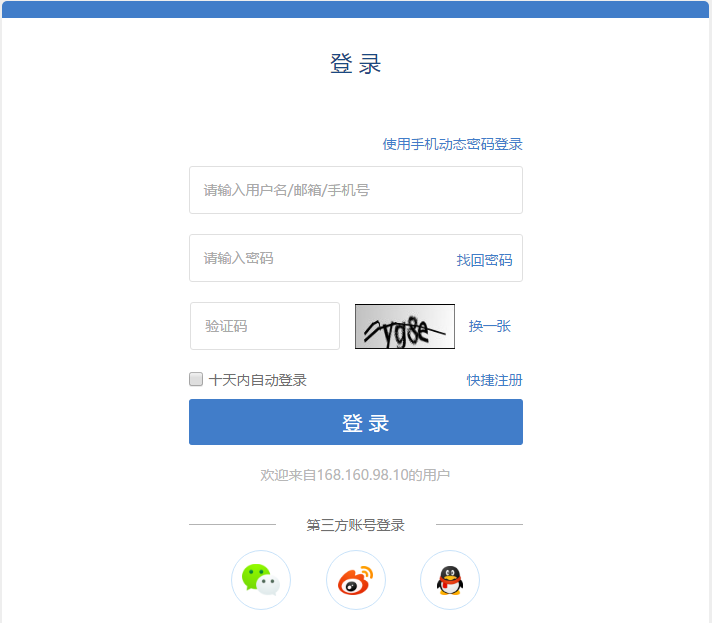 登 录
使用手机动态密码登录
请输入用户名/邮箱/手机号
请输入密码 找回密码
验证码 换一张
十天内自动登录 快捷注册
登 录
欢迎来自168.160.98.10的用户
第三方账号登录